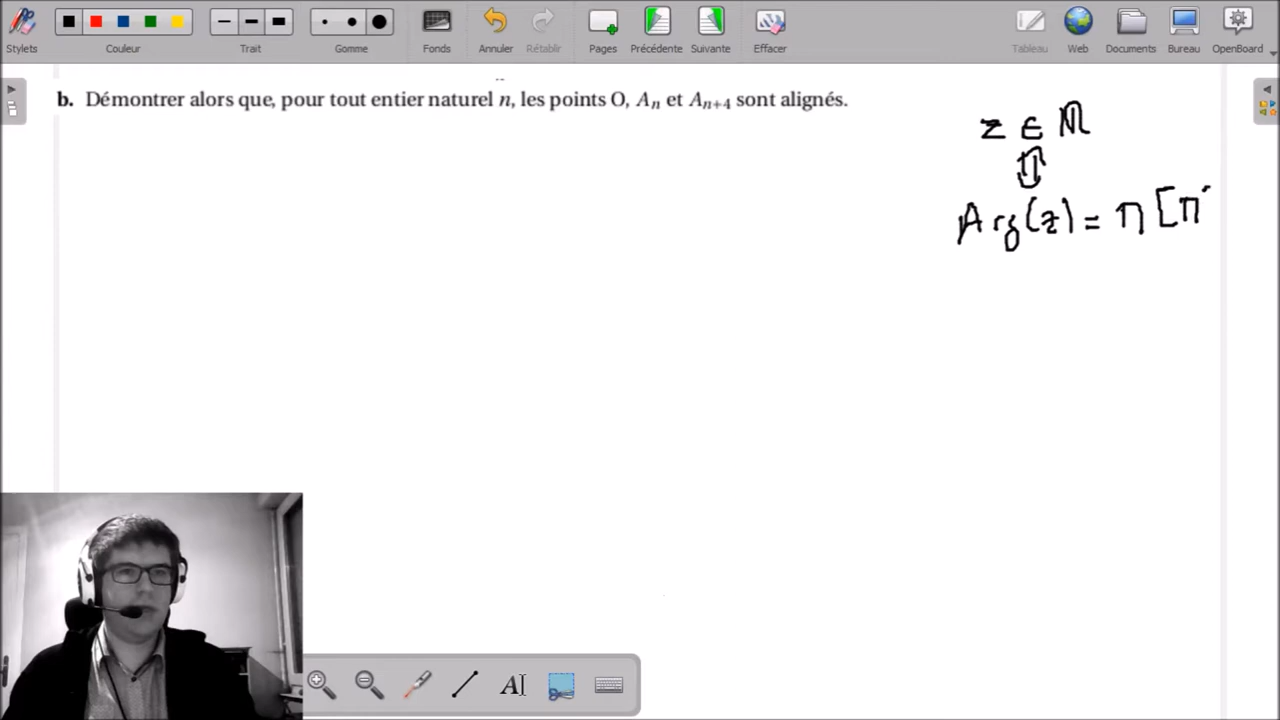 Stylets Couleur Trait Gomme Fonds Annuler Rétablir Pages Précédente Suivante Effacer Tableau Web Documents Bureau OpenBoard
b. Démontrer alors que, pour tout entier naturel n, les points O, Aₙ et Aₙ₊₄ sont alignés.
z ∈ ℝ
⇕
Arg(z) = π [π